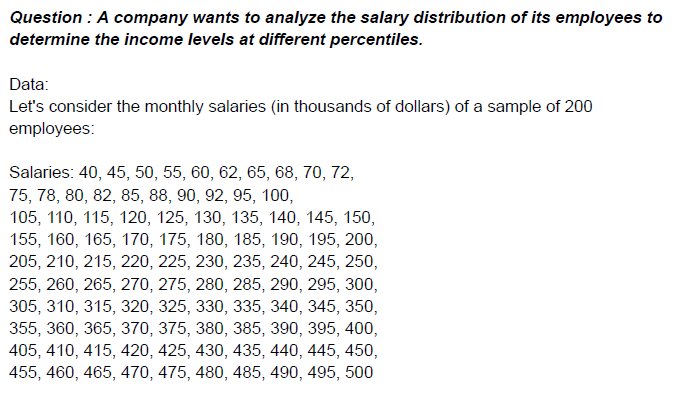 Question : A company wants to analyze the salary distribution of its employees to
determine the income levels at different percentiles.
Data:
Let's consider the monthly salaries (in thousands of dollars) of a sample of 200
employees:
Salaries: 40, 45, 50, 55, 60, 62, 65, 68, 70, 72,
75, 78, 80, 82, 85, 88, 90, 92, 95, 100,
105, 110, 115, 120, 125, 130, 135, 140, 145, 150,
155, 160, 165, 170, 175, 180, 185, 190, 195, 200,
205, 210, 215, 220, 225, 230, 235, 240, 245, 250,
255, 260, 265, 270, 275, 280, 285, 290, 295, 300,
305, 310, 315, 320, 325, 330, 335, 340, 345, 350,
355, 360, 365, 370, 375, 380, 385, 390, 395, 400,
405, 410, 415, 420, 425, 430, 435, 440, 445, 450,
455, 460, 465, 470, 475, 480, 485, 490, 495, 500